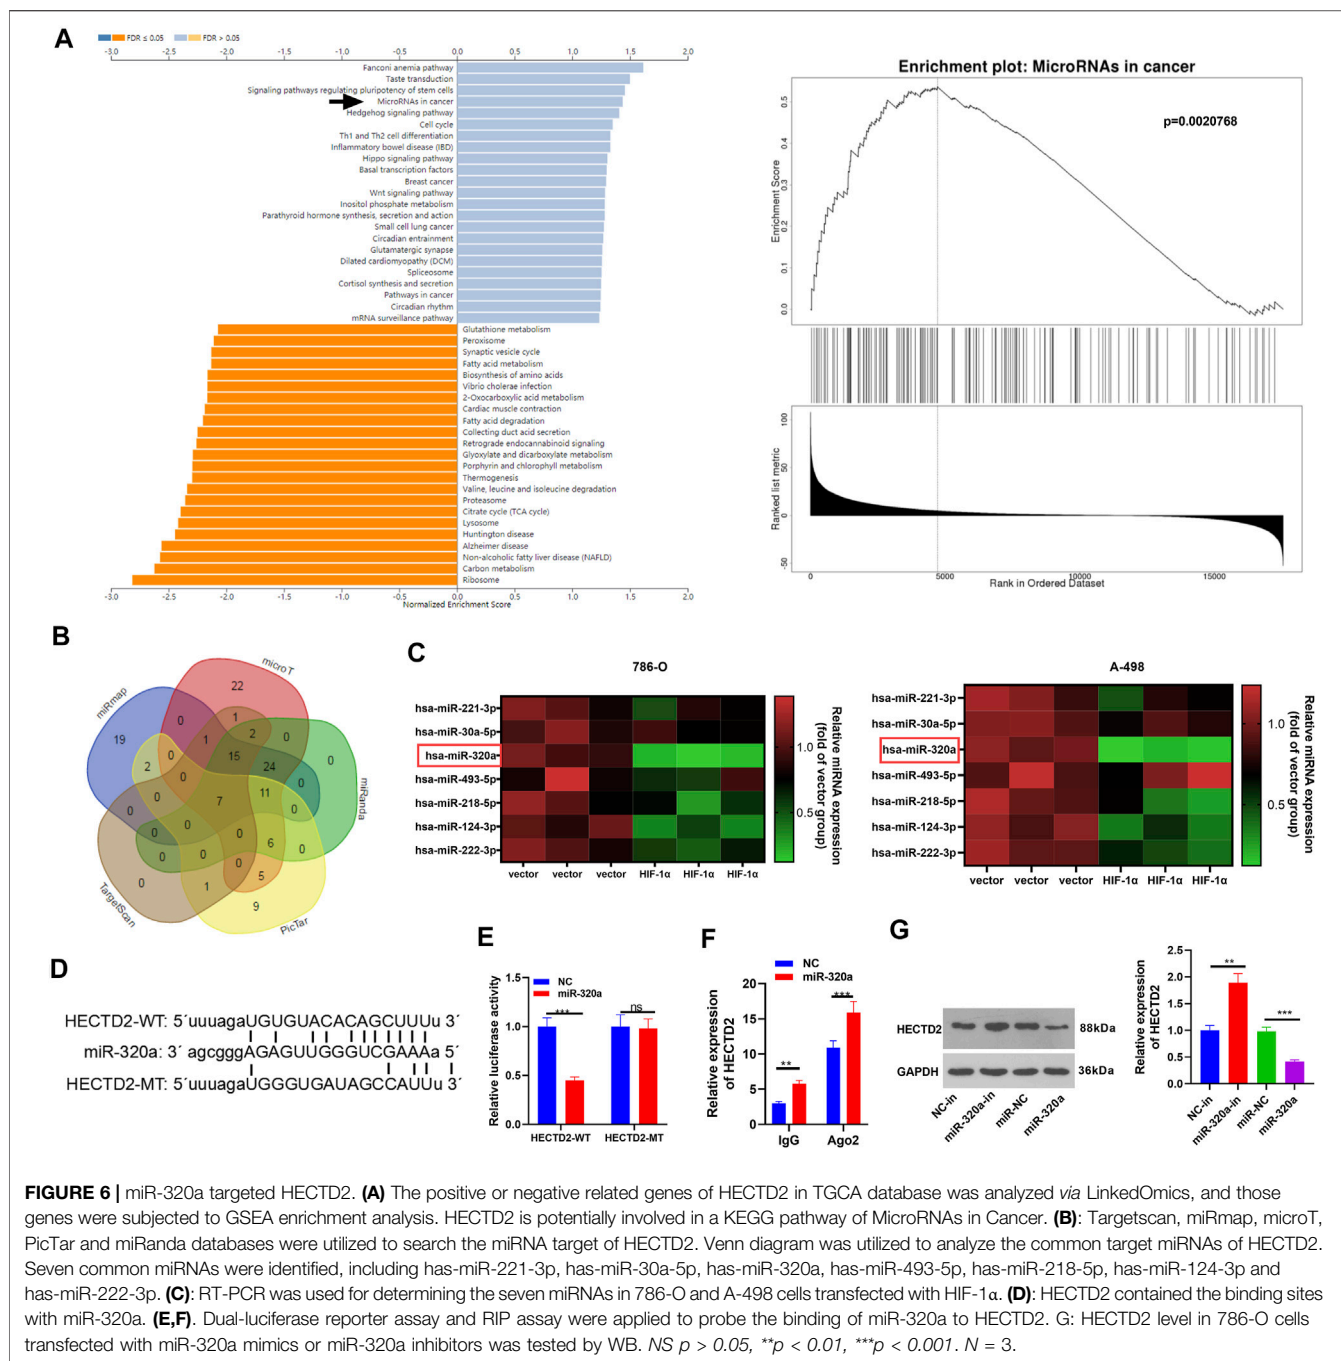 A
FDR ≤ 0.05 FDR > 0.05
-3.0 -2.5 -2.0 -1.5 -1.0 -0.5 0.0 0.5 1.0 1.5 2.0
Fanconi anemia pathway
Taste transduction
Signaling pathways regulating pluripotency of stem cells
MicroRNAs in cancer
Hedgehog signaling pathway
Cell cycle
Th1 and Th2 cell differentiation
Inflammatory bowel disease (IBD)
Hippo signaling pathway
Basal transcription factors
Breast cancer
Wnt signaling pathway
Inositol phosphate metabolism
Parathyroid hormone synthesis, secretion and action
Small cell lung cancer
Circadian entrainment
Glutamatergic synapse
Dilated cardiomyopathy (DCM)
Spliceosome
Cortisol synthesis and secretion
Pathways in cancer
Circadian rhythm
mRNA surveillance pathway
Glutathione metabolism
Peroxisome
Synaptic vesicle cycle
Fatty acid metabolism
Biosynthesis of amino acids
Vibrio cholerae infection
2-Oxocarboxylic acid metabolism
Cardiac muscle contraction
Fatty acid degradation
Collecting duct acid secretion
Retrograde endocannabinoid signaling
Glyoxylate and dicarboxylate metabolism
Porphyrin and chlorophyll metabolism
Thermogenesis
Valine, leucine and isoleucine degradation
Proteasome
Citrate cycle (TCA cycle)
Lysosome
Huntington disease
Alzheimer disease
Non-alcoholic fatty liver disease (NAFLD)
Carbon metabolism
Ribosome
-3.0 -2.5 -2.0 -1.5 -1.0 -0.5 0.0 0.5 1.0 1.5 2.0
Normalized Enrichment Score
Enrichment plot: MicroRNAs in cancer
p=0.0020768
Enrichment Score
0.5
0.4
0.3
0.2
0.1
0.0
Ranked list metric
100
50
0
-50
0 5000 10000 15000
Rank in Ordered Dataset
B
microT
miRmap
miRanda
TargetScan
PicTar
22
0 1
19 1 2 0
2 0 15 24 0
0 7 11 0
0 0 0
0 0 0 6 0
0 0 5
1
9
C
786-O
hsa-miR-221-3p
hsa-miR-30a-5p
hsa-miR-320a
hsa-miR-493-5p
hsa-miR-218-5p
hsa-miR-124-3p
hsa-miR-222-3p
vector vector vector HIF-1α HIF-1α HIF-1α
1.0
0.5
Relative miRNA expression
(fold of vector group)
A-498
hsa-miR-221-3p
hsa-miR-30a-5p
hsa-miR-320a
hsa-miR-493-5p
hsa-miR-218-5p
hsa-miR-124-3p
hsa-miR-222-3p
vector vector vector HIF-1α HIF-1α HIF-1α
1.0
0.5
Relative miRNA expression
(fold of vector group)
D
HECTD2-WT: 5´uuuagaUGUGUACACAGCUUUu 3´
miR-320a: 3´ agcgggAGAGUUGGGUCGAAAa 5´
HECTD2-MT: 5´uuuagaUGGGUGAUAGCCAUUu 3´
E
NC
miR-320a
Relative luciferase activity
1.5
1.0
0.5
0.0
*** ns
HECTD2-WT HECTD2-MT
F
NC
miR-320a
Relative expression
of HECTD2
20
15
10
5
0
** ***
IgG Ago2
G
HECTD2 88kDa
GAPDH 36kDa
NC-in miR-320a-in miR-NC miR-320a
Relative expression
of HECTD2
2.5
2.0
1.5
1.0
0.5
0.0
** ***
NC-in miR-320a-in miR-NC miR-320a
FIGURE 6 | miR-320a targeted HECTD2. (A) The positive or negative related genes of HECTD2 in TGCA database was analyzed via LinkedOmics, and those
genes were subjected to GSEA enrichment analysis. HECTD2 is potentially involved in a KEGG pathway of MicroRNAs in Cancer. (B): Targetscan, miRmap, microT,
PicTar and miRanda databases were utilized to search the miRNA target of HECTD2. Venn diagram was utilized to analyze the common target miRNAs of HECTD2.
Seven common miRNAs were identified, including has-miR-221-3p, has-miR-30a-5p, has-miR-320a, has-miR-493-5p, has-miR-218-5p, has-miR-124-3p and
has-miR-222-3p. (C): RT-PCR was used for determining the seven miRNAs in 786-O and A-498 cells transfected with HIF-1α. (D): HECTD2 contained the binding sites
with miR-320a. (E,F). Dual-luciferase reporter assay and RIP assay were applied to probe the binding of miR-320a to HECTD2. G: HECTD2 level in 786-O cells
transfected with miR-320a mimics or miR-320a inhibitors was tested by WB. NS p > 0.05, **p < 0.01, ***p < 0.001. N = 3.